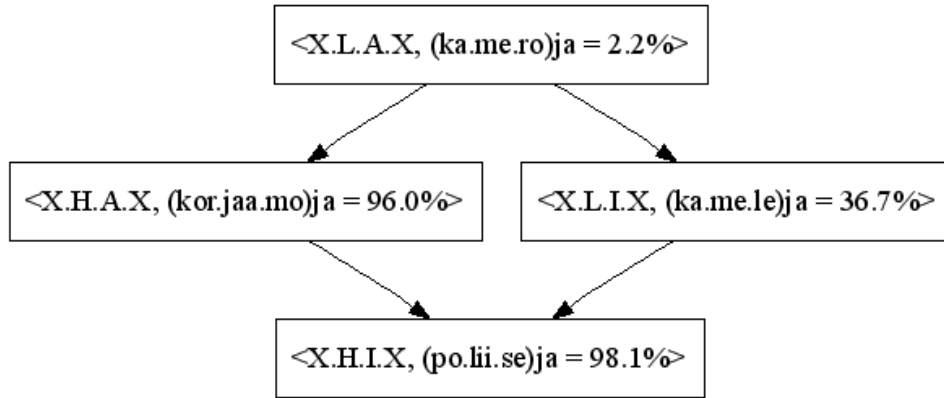 <X.L.A.X, (ka.me.ro)ja = 2.2%>
<X.H.A.X, (kor.jaa.mo)ja = 96.0%>
<X.L.I.X, (ka.me.le)ja = 36.7%>
<X.H.I.X, (po.lii.se)ja = 98.1%>